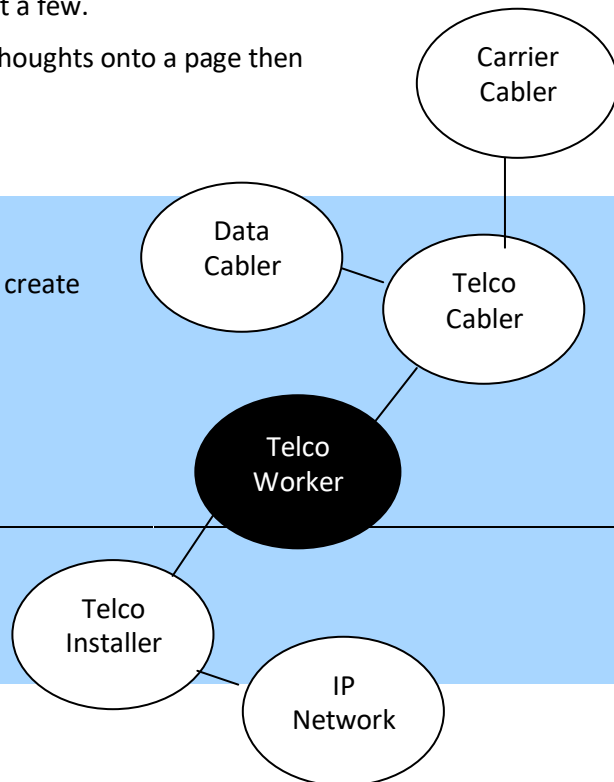 t a few.
houghts onto a page then
Carrier
Cabler
Data
Cabler
create
Telco
Cabler
Telco
Worker
Telco
Installer
IP
Network